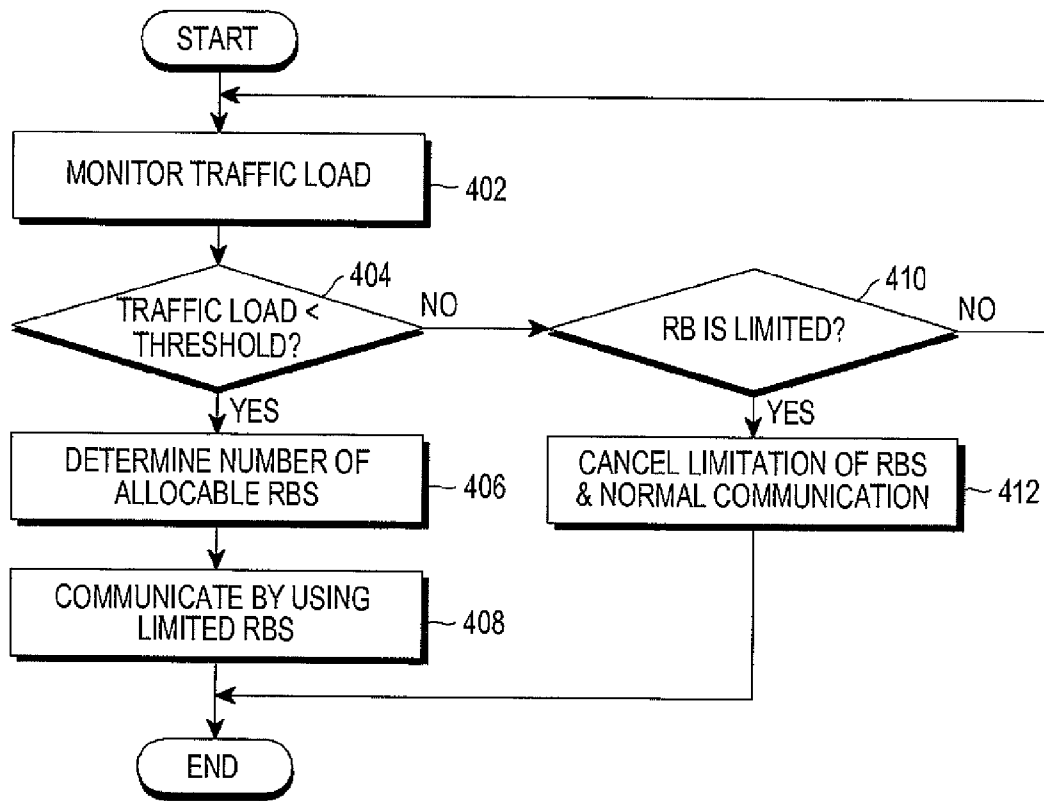 START
MONITOR TRAFFIC LOAD
402
404
TRAFFIC LOAD <
THRESHOLD?
NO
YES
410
RB IS LIMITED?
NO
YES
DETERMINE NUMBER OF
ALLOCABLE RBS
406
CANCEL LIMITATION OF RBS
& NORMAL COMMUNICATION
412
COMMUNICATE BY USING
LIMITED RBS
408
END